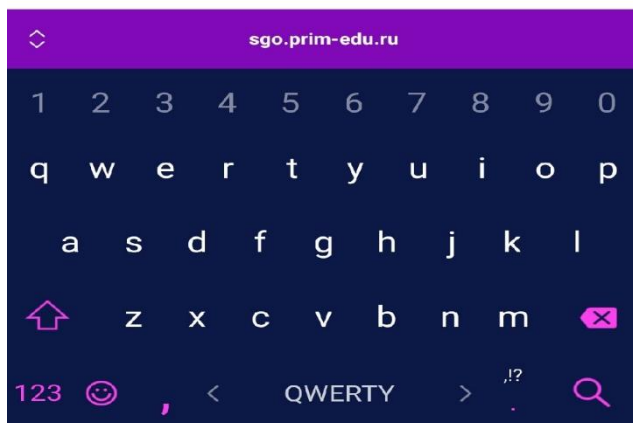 sgo.prim-edu.ru
1 2 3 4 5 6 7 8 9 0
q w e r t y u i o p
a s d f g h j k l
z x c v b n m
,!?
123 , < QWERTY > .